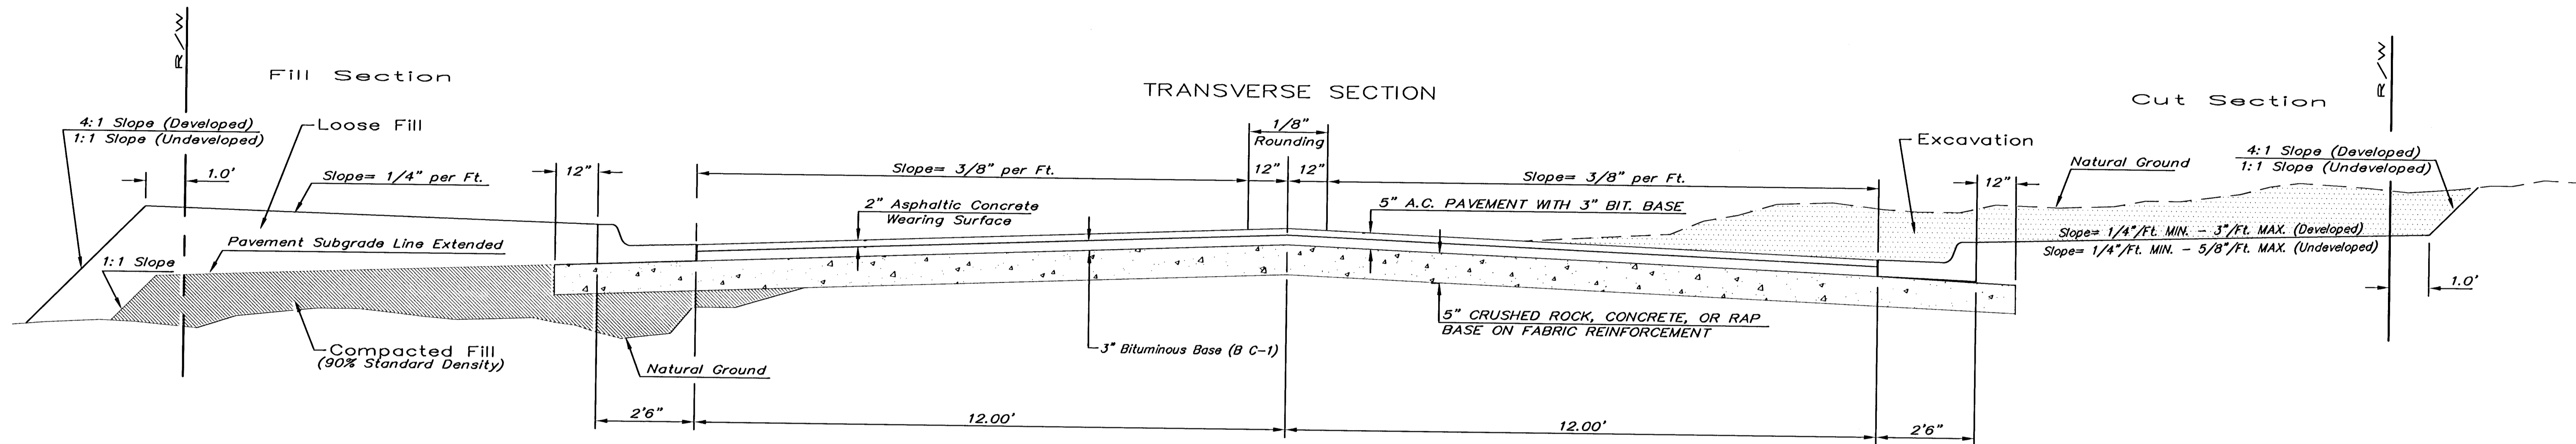 R/W
Fill Section
4:1 Slope (Developed)
1:1 Slope (Undeveloped)
Loose Fill
1.0'
Slope= 1/4" per Ft.
12"
Pavement Subgrade Line Extended
1:1 Slope
Compacted Fill
(90% Standard Density)
Natural Ground
TRANSVERSE SECTION
1/8"
Rounding
12"
12"
Slope= 3/8" per Ft.
Slope= 3/8" per Ft.
2" Asphaltic Concrete
Wearing Surface
5" A.C. PAVEMENT WITH 3" BIT. BASE
5" CRUSHED ROCK, CONCRETE, OR RAP
BASE ON FABRIC REINFORCEMENT
3" Bituminous Base (B C-1)
2'6"
12.00'
12.00'
2'6"
R/W
Cut Section
Excavation
Natural Ground
4:1 Slope (Developed)
1:1 Slope (Undeveloped)
12"
Slope= 1/4"/Ft. MIN. - 3"/Ft. MAX. (Developed)
Slope= 1/4"/Ft. MIN. - 5/8"/Ft. MAX. (Undeveloped)
1.0'